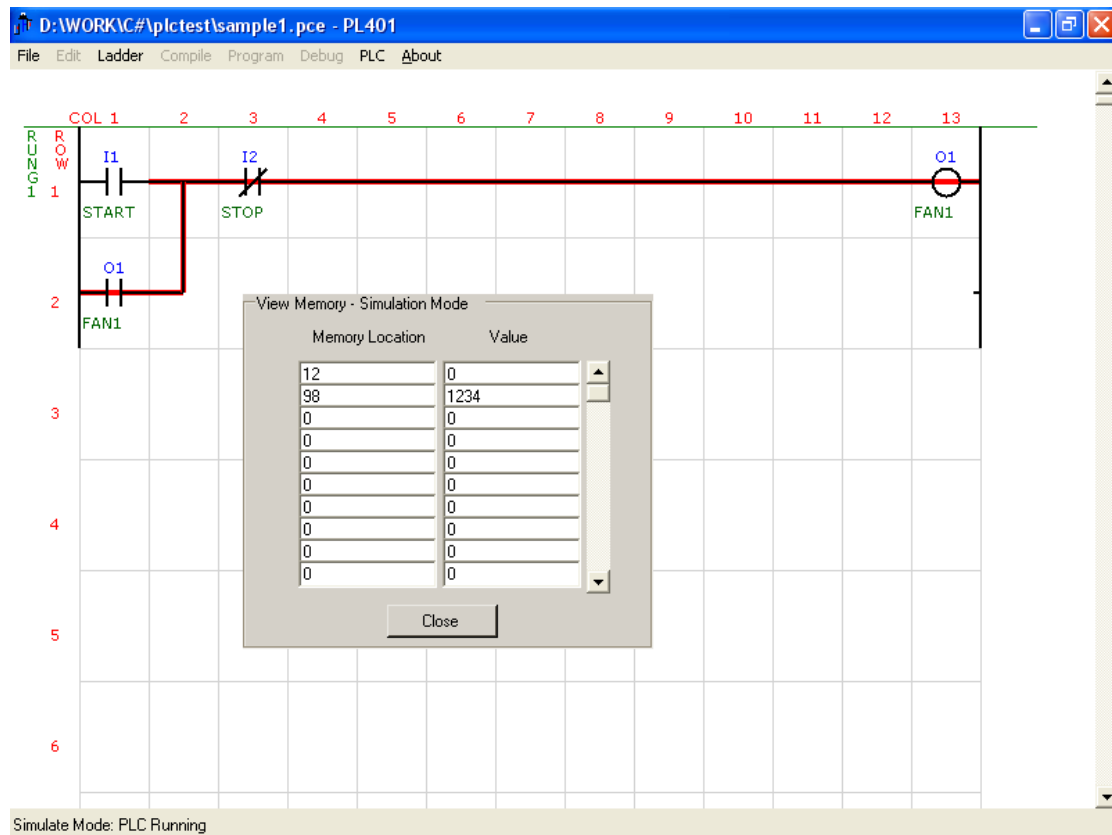 D:\WORK\C#\plctest\sample1.pce - PL401
File Edit Ladder Compile Program Debug PLC About
COL 1 2 3 4 5 6 7 8 9 10 11 12 13
RUNG1
ROW
I1 I2 O1
1
START STOP FAN1
O1
2
FAN1
View Memory - Simulation Mode
Memory Location Value
12 0
98 1234
0 0
0 0
0 0
0 0
0 0
0 0
0 0
0 0
Close
3
4
5
6
Simulate Mode: PLC Running